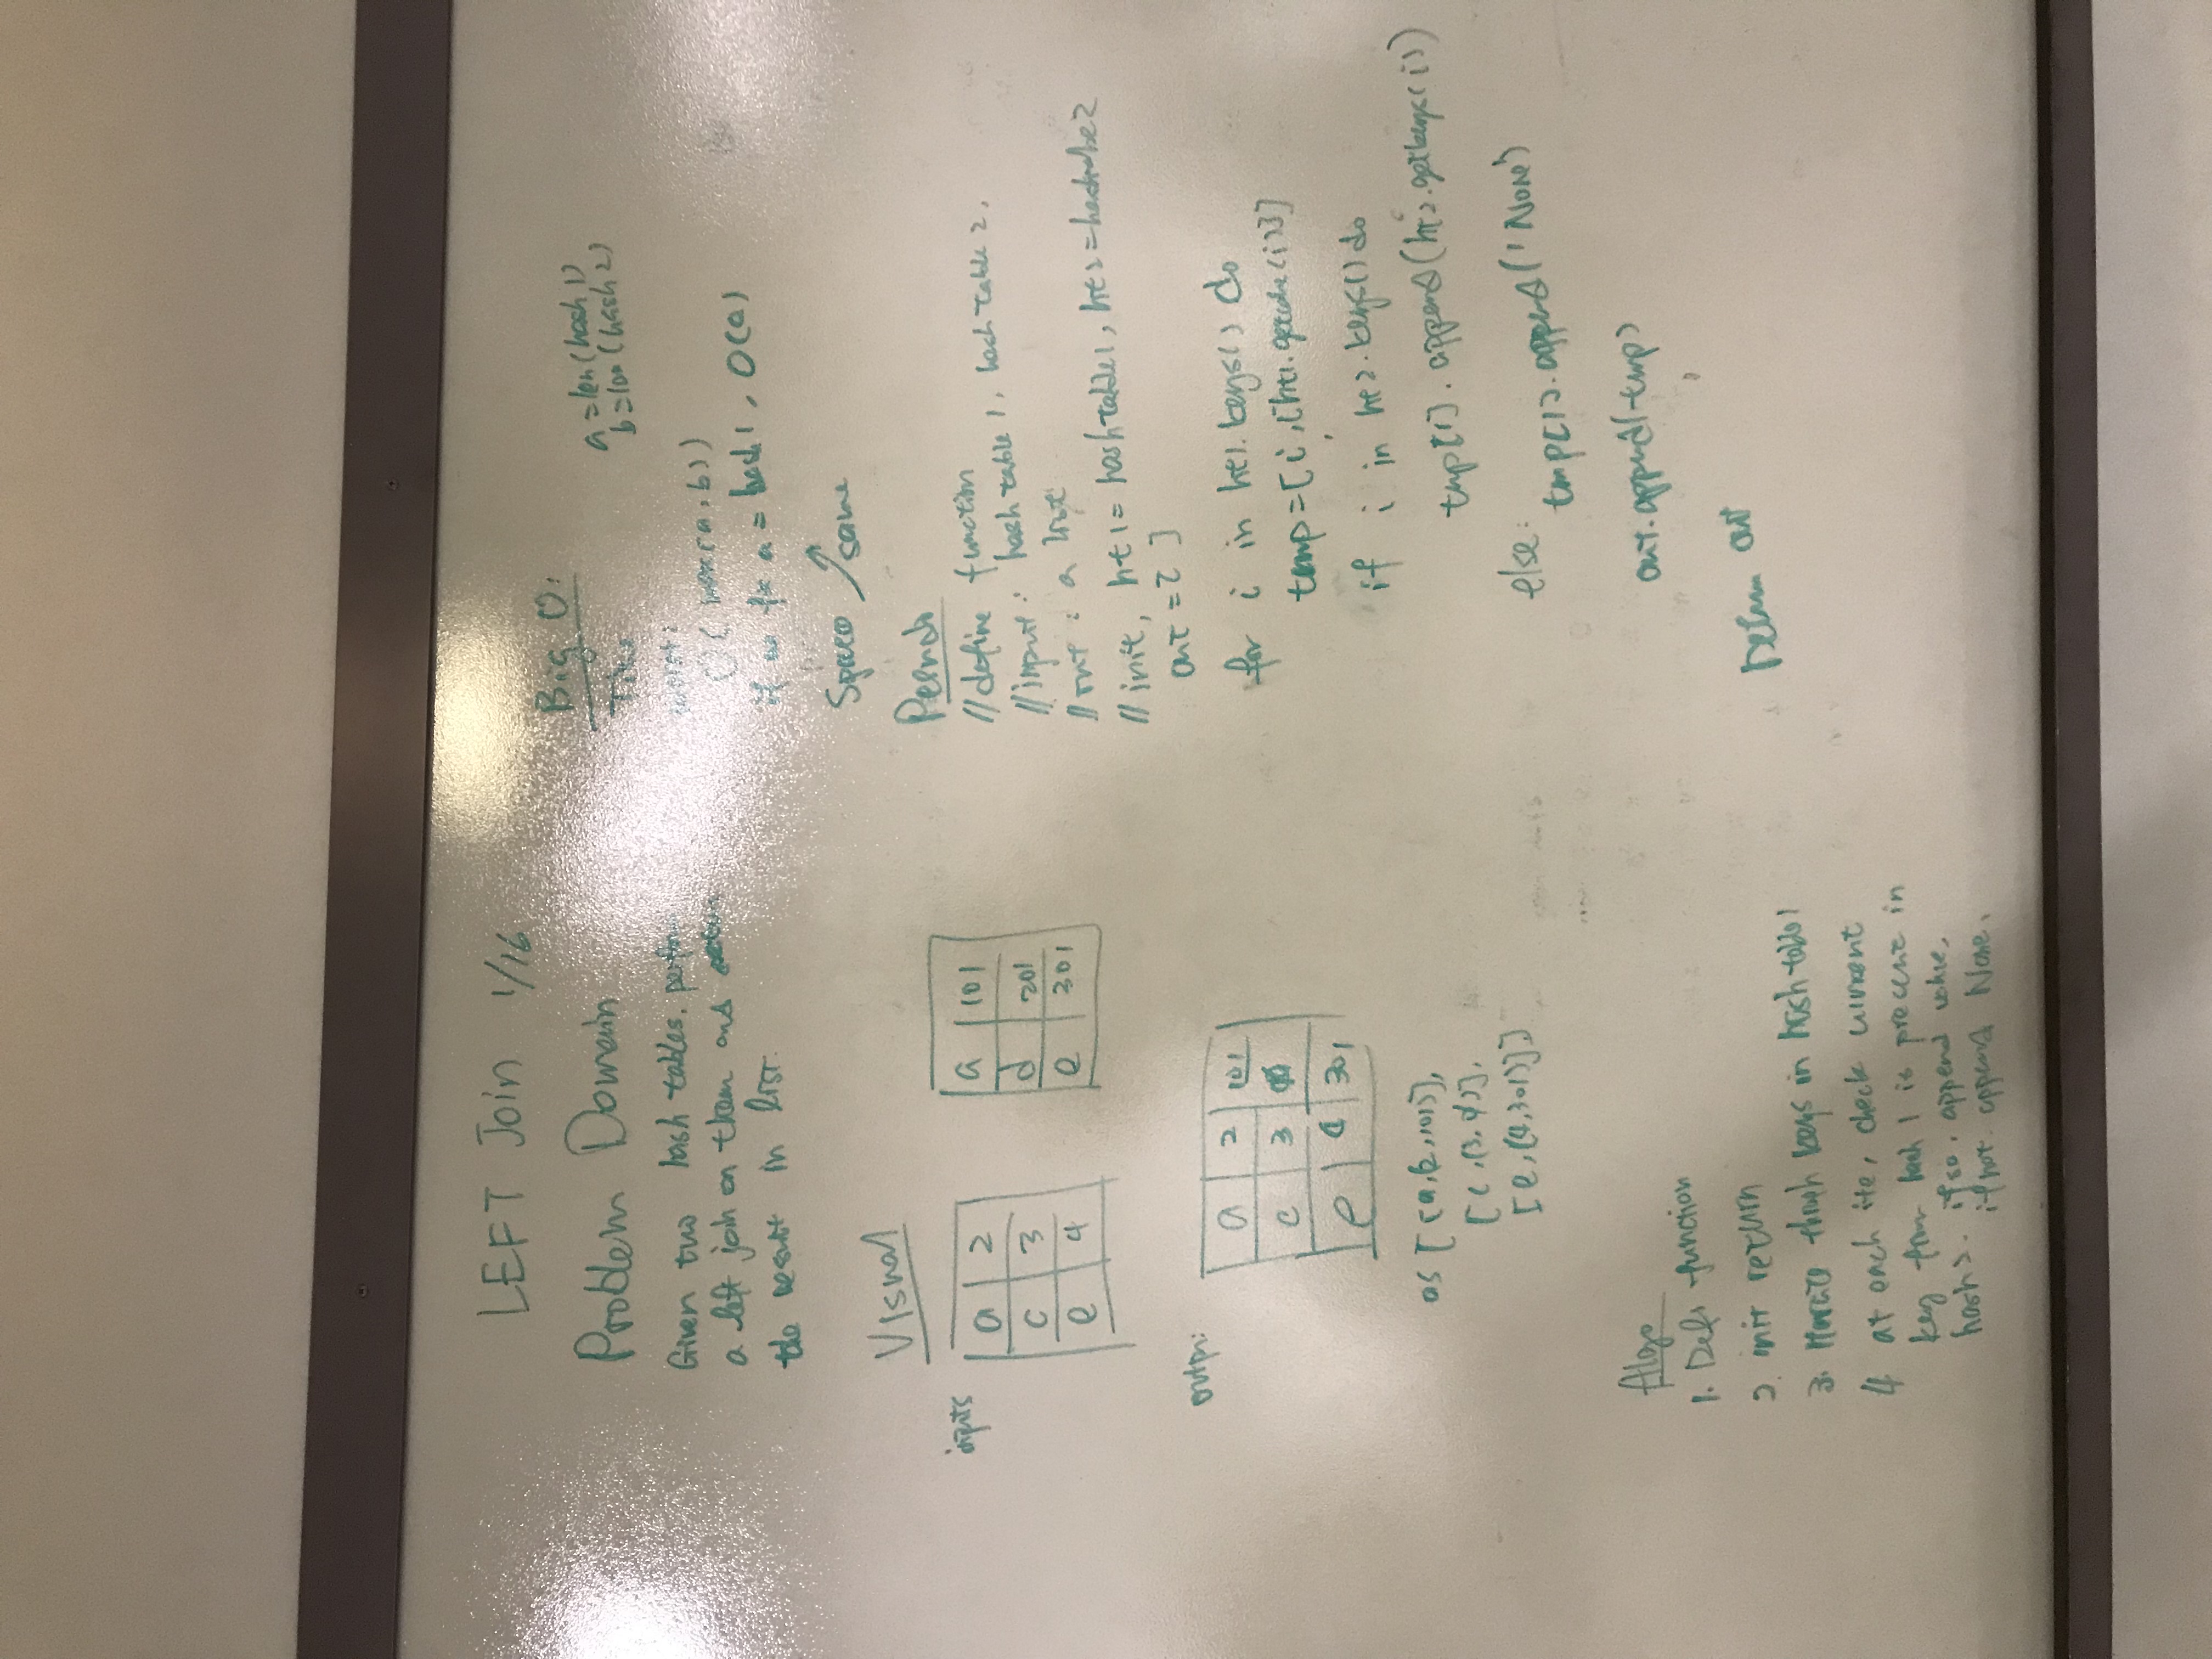 LEFT Join 1/16
Problem Domain
Given two hash tables. perform
a left join on them and return
the result in list.
Visual
inputs
a 2
c 3
e 4
a 101
d 201
e 301
output:
a 2 101
c 3
e 4 301
as [[a,(2,101)],
[c,(3,∅)],
[e,(4,301)]]
Algo
1. Def function
2. init return
3. Iterate through keys in hash table 1
4 at each ite, check current
key from hash 1 is present in
hash 2. if so, append value,
if not. append None.
Big O:
Time
a = len(hash 1)
b = len(hash 2)
worst:
O(max(a,b))
if a = hash 1, O(a)
Space ↗ same
Pseudo
// define function
// input: hash table 1, hash table 2,
// out: a list
// init, ht1 = hash table1, ht2 = hashtable2
out = [ ]
for i in ht1.keys() do
tmp = [i,[ht1.getvalue(i)]]
if i in ht2.keys() do
tmp[1].append(ht2.getkeys(i))
else:
tmp[1].append('None')
out.append(tmp)
Return out